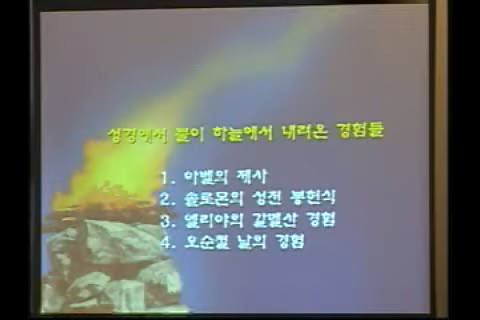 성경에서 불이 하늘에서 내려온 경험들
1. 아벨의 제사
2. 솔로몬의 성전 봉헌식
3. 엘리야의 갈멜산 경험
4. 오순절 날의 경험